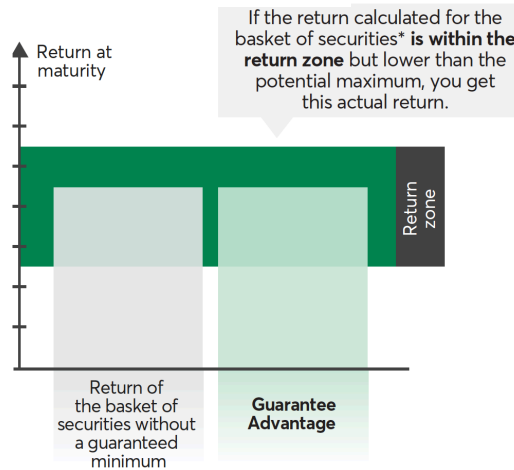 If the return calculated for the
basket of securities* is within the
return zone but lower than the
potential maximum, you get
this actual return.
Return at
maturity
Return
zone
Return of
the basket of
securities without
a guaranteed
minimum
Guarantee
Advantage